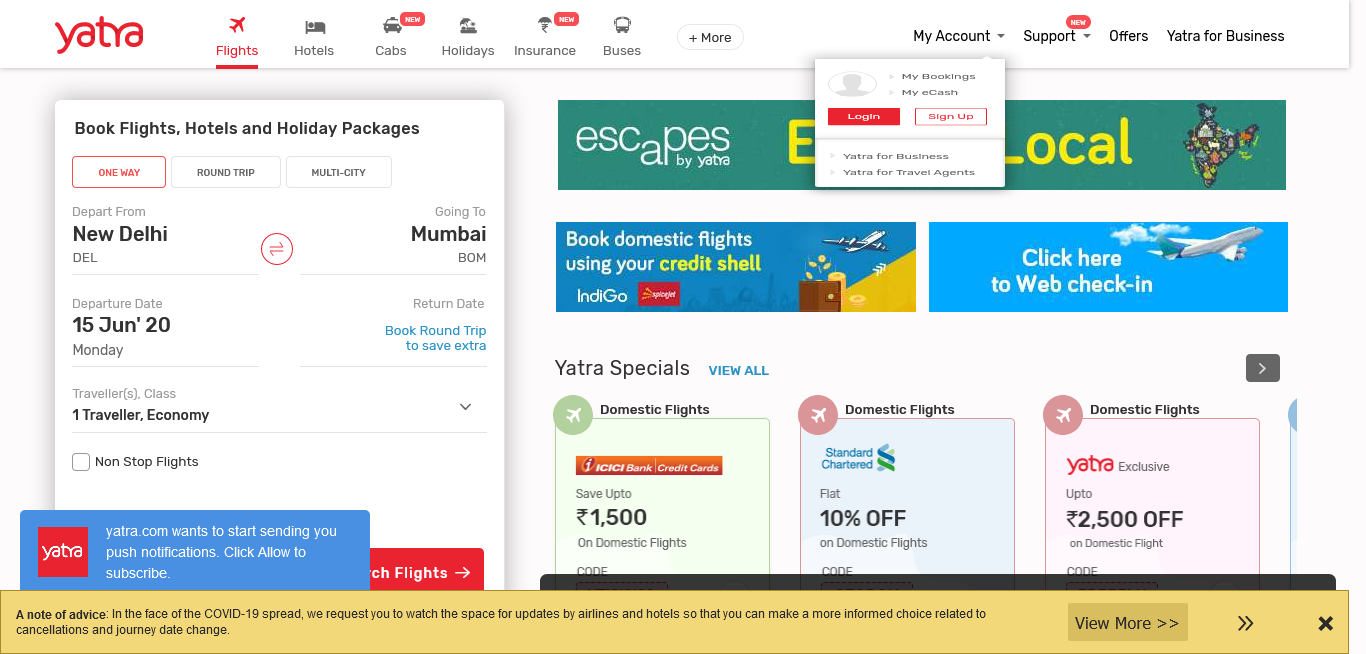 yatra
Flights
Hotels
NEW
Cabs
Holidays
NEW
Insurance
Buses
+ More
My Account
NEW
Support
Offers
Yatra for Business
My Bookings
My eCash
Login
Sign Up
Yatra for Business
Yatra for Travel Agents
Book Flights, Hotels and Holiday Packages
ONE WAY
ROUND TRIP
MULTI-CITY
Depart From
Going To
New Delhi
Mumbai
DEL
BOM
Departure Date
Return Date
15 Jun' 20
Book Round Trip
to save extra
Monday
Traveller(s), Class
1 Traveller, Economy
Non Stop Flights
rch Flights
escapes
by yatra
Local
Book domestic flights
using your credit shell
IndiGo
spicejet
Click here
to Web check-in
Yatra Specials
VIEW ALL
Domestic Flights
ICICI Bank Credit Cards
Save Upto
₹1,500
On Domestic Flights
CODE
Domestic Flights
Standard
Chartered
Flat
10% OFF
on Domestic Flights
CODE
Domestic Flights
yatra Exclusive
Upto
₹2,500 OFF
on Domestic Flight
CODE
yatra
yatra.com wants to start sending you
push notifications. Click Allow to
subscribe.
A note of advice: In the face of the COVID-19 spread, we request you to watch the space for updates by airlines and hotels so that you can make a more informed choice related to
cancellations and journey date change.
View More >>